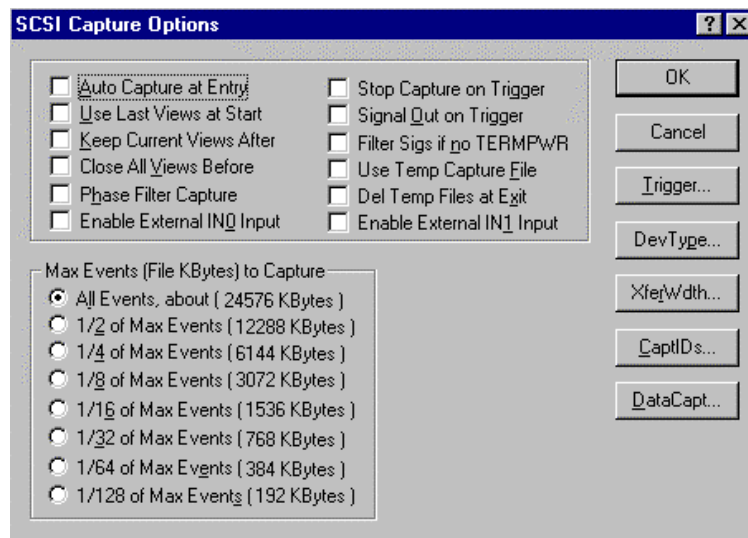 SCSI Capture Options
Auto Capture at Entry
Use Last Views at Start
Keep Current Views After
Close All Views Before
Phase Filter Capture
Enable External IN0 Input
Stop Capture on Trigger
Signal Out on Trigger
Filter Sigs if no TERMPWR
Use Temp Capture File
Del Temp Files at Exit
Enable External IN1 Input
Max Events (File KBytes) to Capture
All Events, about ( 24576 KBytes )
1/2 of Max Events ( 12288 KBytes )
1/4 of Max Events ( 6144 KBytes )
1/8 of Max Events ( 3072 KBytes )
1/16 of Max Events ( 1536 KBytes )
1/32 of Max Events ( 768 KBytes )
1/64 of Max Events ( 384 KBytes )
1/128 of Max Events ( 192 KBytes )
OK
Cancel
Trigger...
DevType...
XferWdth...
CaptIDs...
DataCapt...